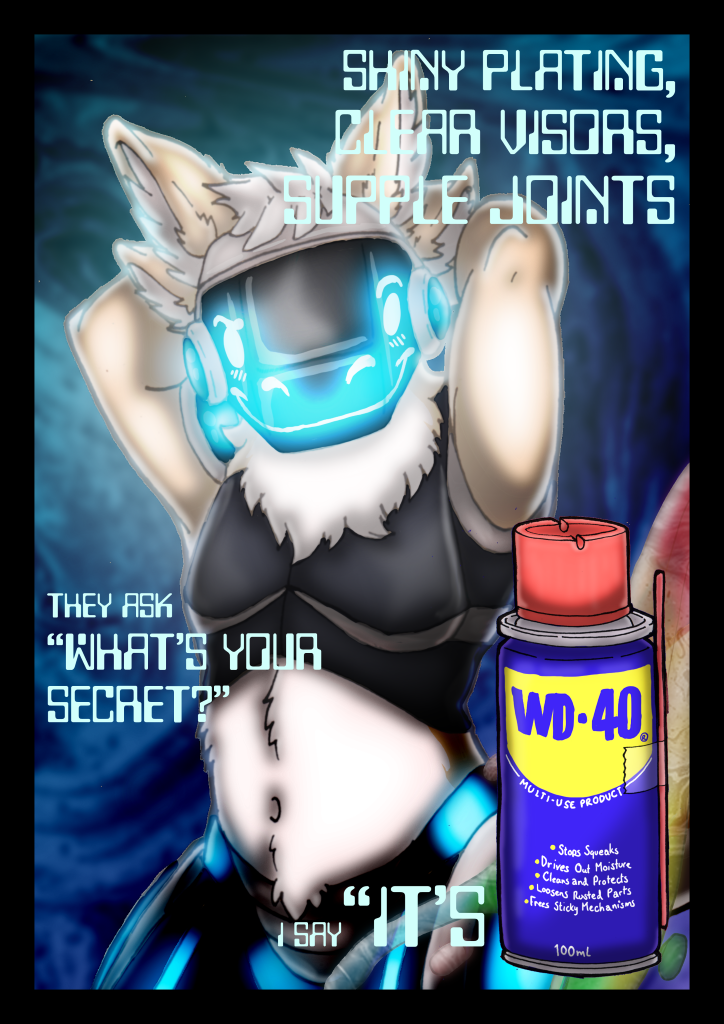 SHINY PLATING,
CLEAR VISORS,
SUPPLE JOINTS
THEY ASK
“WHAT’S YOUR
SECRET?”
I SAY “IT’S
WD-40
®
MULTI-USE PRODUCT
• Stops Squeaks
• Drives Out Moisture
• Cleans and Protects
• Loosens Rusted Parts
• Frees Sticky Mechanisms
100ml